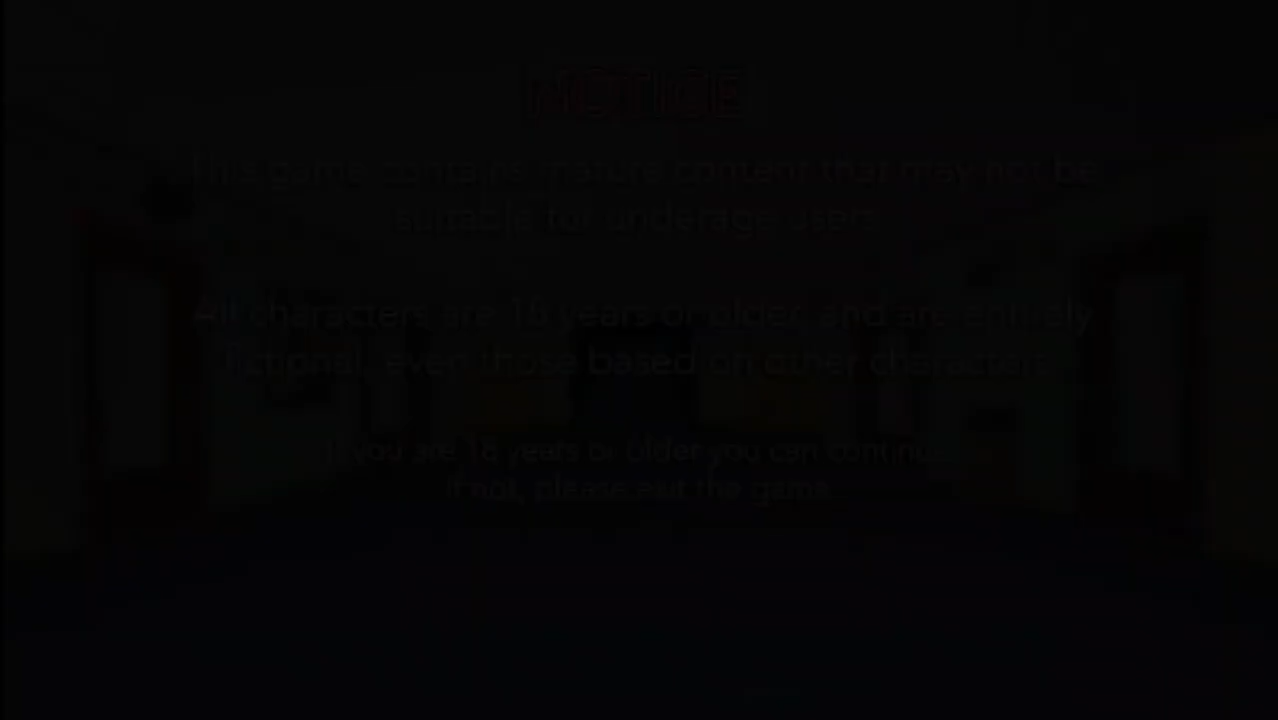 NOTICE
This game contains mature content that may not be
suitable for underage users
All characters are 18 years or older and are entirely
fictional, even those based on other characters
If you are 18 years or older you can continue
If not, please exit the game